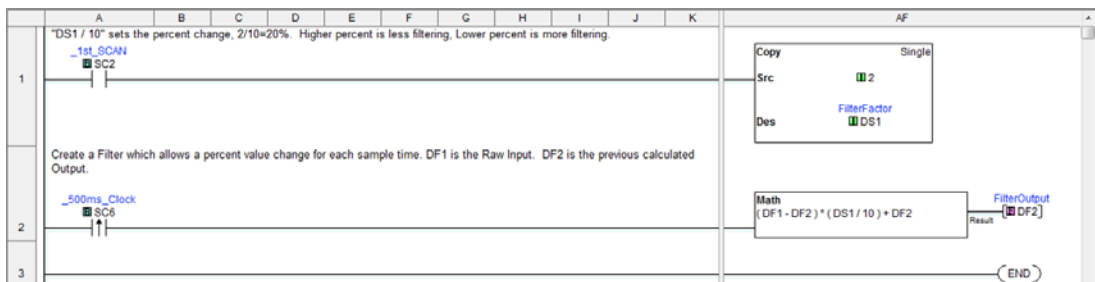 A B C D E F G H I J K AF
"DS1 / 10" sets the percent change, 2/10=20%. Higher percent is less filtering, Lower percent is more filtering.
_1st_SCAN
SC2
Copy Single
1
Src 2
FilterFactor
Des DS1
Create a Filter which allows a percent value change for each sample time. DF1 is the Raw Input. DF2 is the previous calculated
Output.
_500ms_Clock
SC6
Math
( DF1 - DF2 ) * ( DS1 / 10 ) + DF2
FilterOutput
DF2
Result
2
3
END